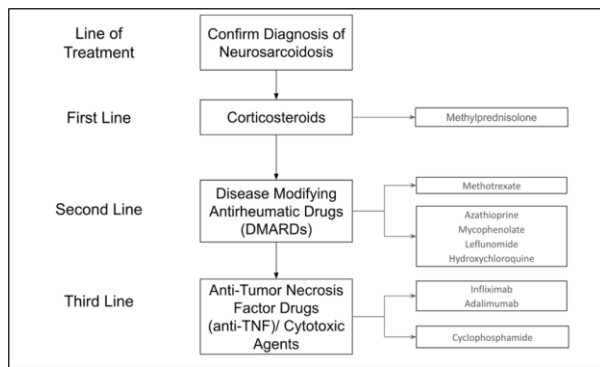 Line of
Treatment
Confirm Diagnosis of
Neurosarcoidosis
First Line
Corticosteroids
Methylprednisolone
Second Line
Disease Modifying
Antirheumatic Drugs
(DMARDs)
Methotrexate
Azathioprine
Mycophenolate
Leflunomide
Hydroxychloroquine
Third Line
Anti-Tumor Necrosis
Factor Drugs
(anti-TNF)/ Cytotoxic
Agents
Infliximab
Adalimumab
Cyclophosphamide